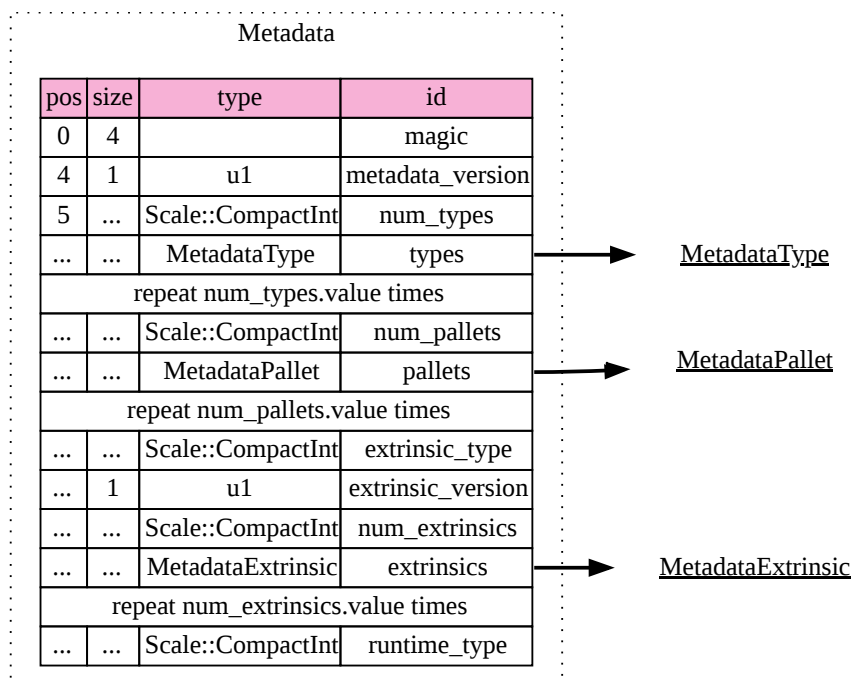 Metadata
pos size type id
0 4 magic
4 1 u1 metadata_version
5 ... Scale::CompactInt num_types
... ... MetadataType types MetadataType
repeat num_types.value times
... ... Scale::CompactInt num_pallets
... ... MetadataPallet pallets MetadataPallet
repeat num_pallets.value times
... ... Scale::CompactInt extrinsic_type
... 1 u1 extrinsic_version
... ... Scale::CompactInt num_extrinsics
... ... MetadataExtrinsic extrinsics MetadataExtrinsic
repeat num_extrinsics.value times
... ... Scale::CompactInt runtime_type